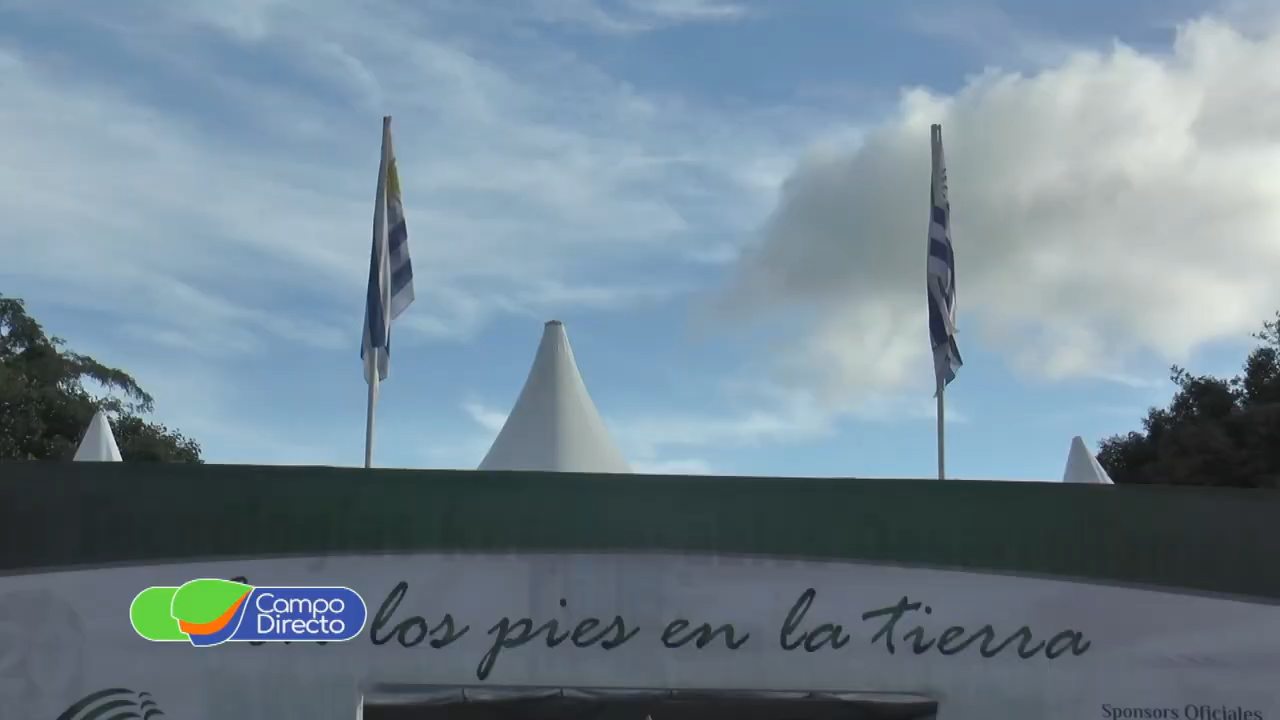 Campo
Directo
los pies en la tierra
Sponsors Oficiales